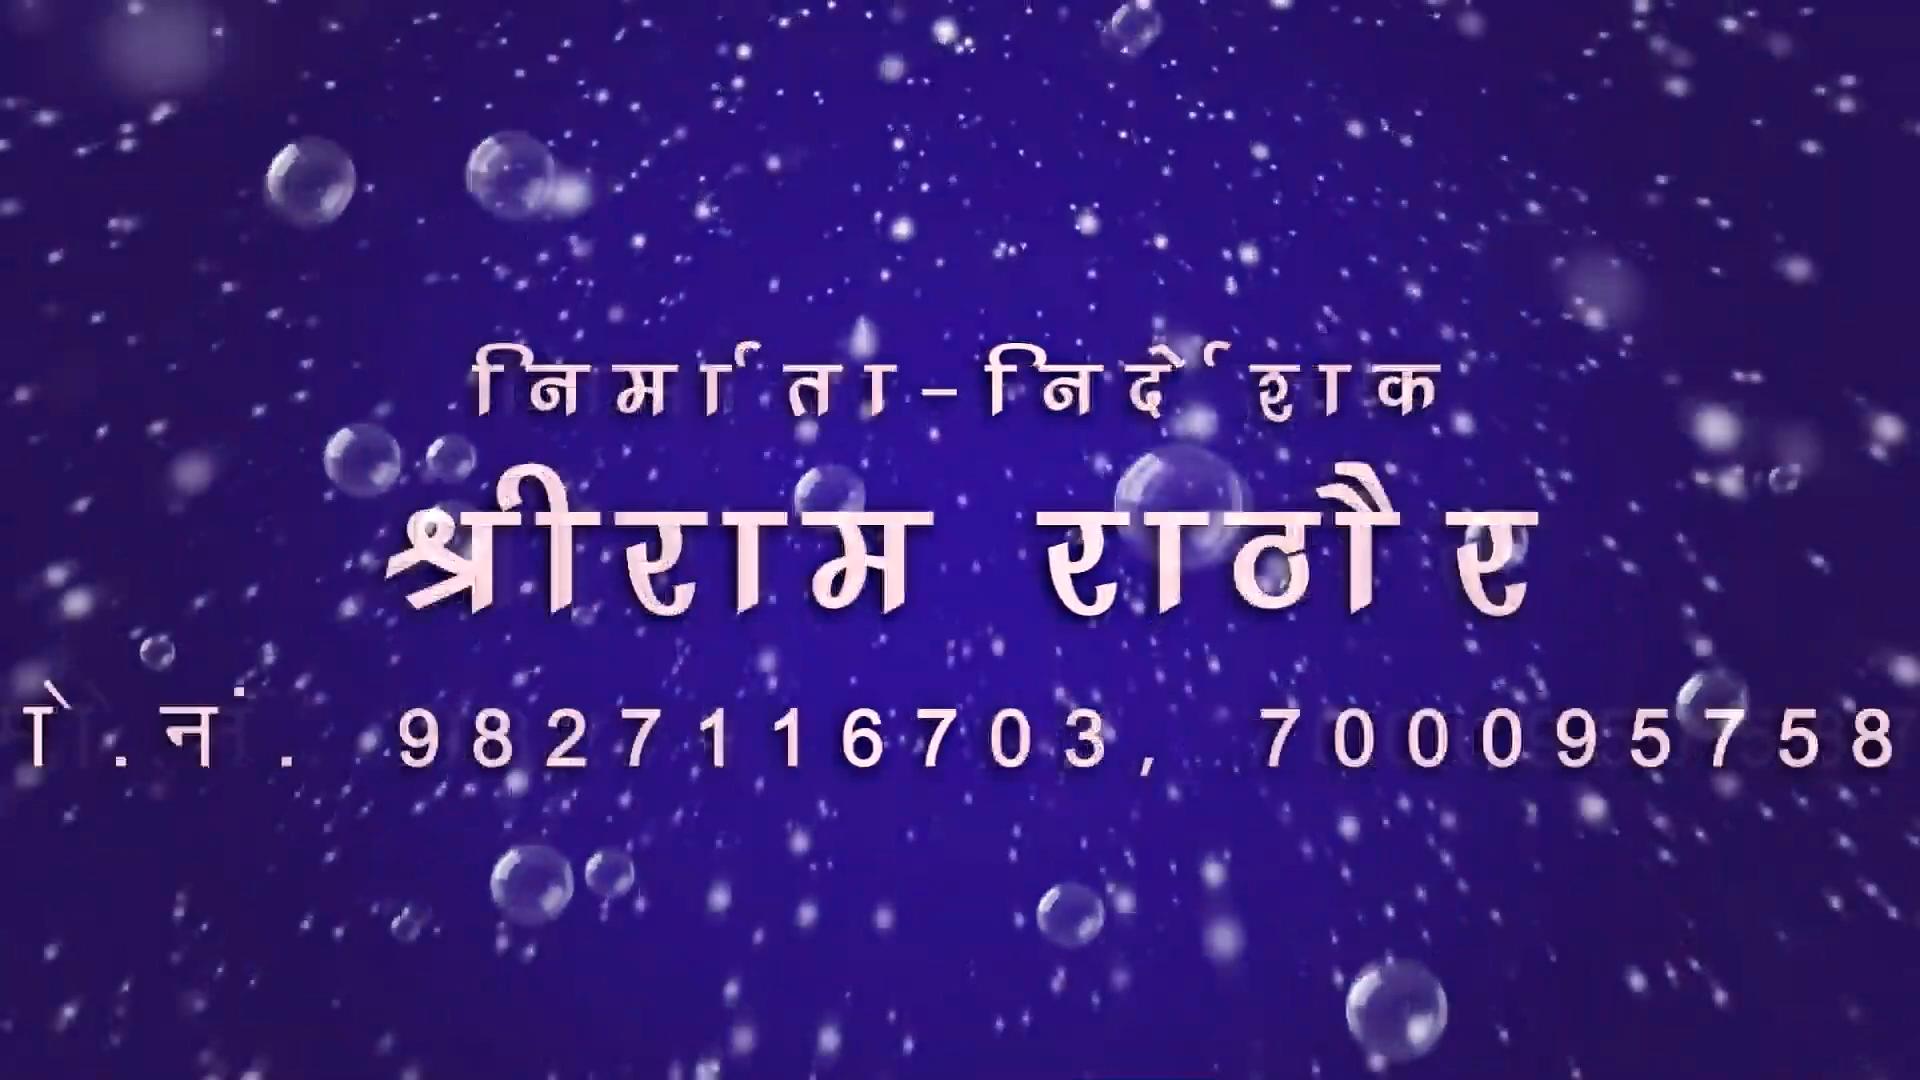 निर्माता-निर्देशक
श्रीराम राठौर
ो.नं. 9827116703, 700095758